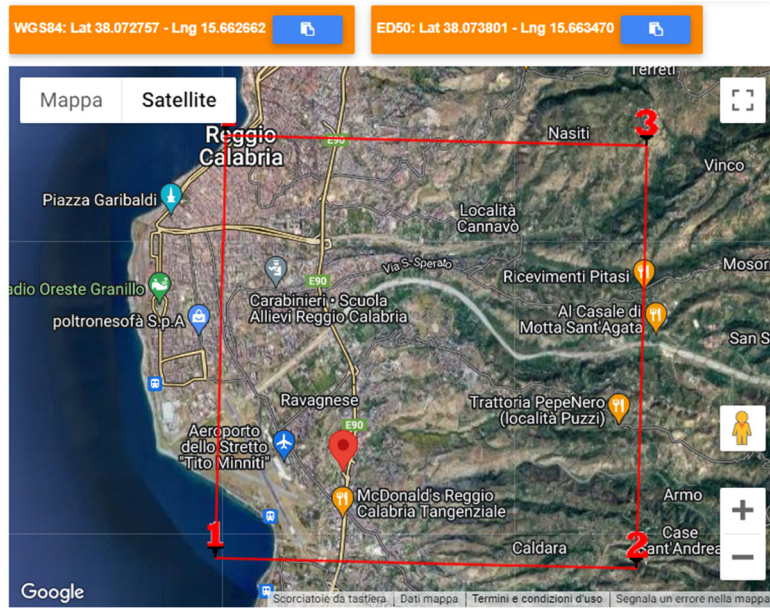 WGS84: Lat 38.072757 - Lng 15.662662
ED50: Lat 38.073801 - Lng 15.663470
Mappa
Satellite
Terreti
Reggio
Calabria
E90
Nasiti
3
Vinco
Piazza Garibaldi
Località
Cannavò
Via S. Sperato
Mosor
adio Oreste Granillo
E90
Ricevimenti Pitasi
Carabinieri • Scuola
Allievi Reggio Calabria
poltronesofà S.p.A
Al Casale di
Motta Sant'Agata
San S
Ravagnese
Trattoria PepeNero
(località Puzzi)
E90
Aeroporto
dello Stretto
"Tito Minniti"
McDonald's Reggio
Calabria Tangenziale
Armo
1
Caldara
2
Case
Sant'Andrea
Google
Scorciatoie da tastiera
Dati mappa
Termini e condizioni d'uso
Segnala un errore nella mappa